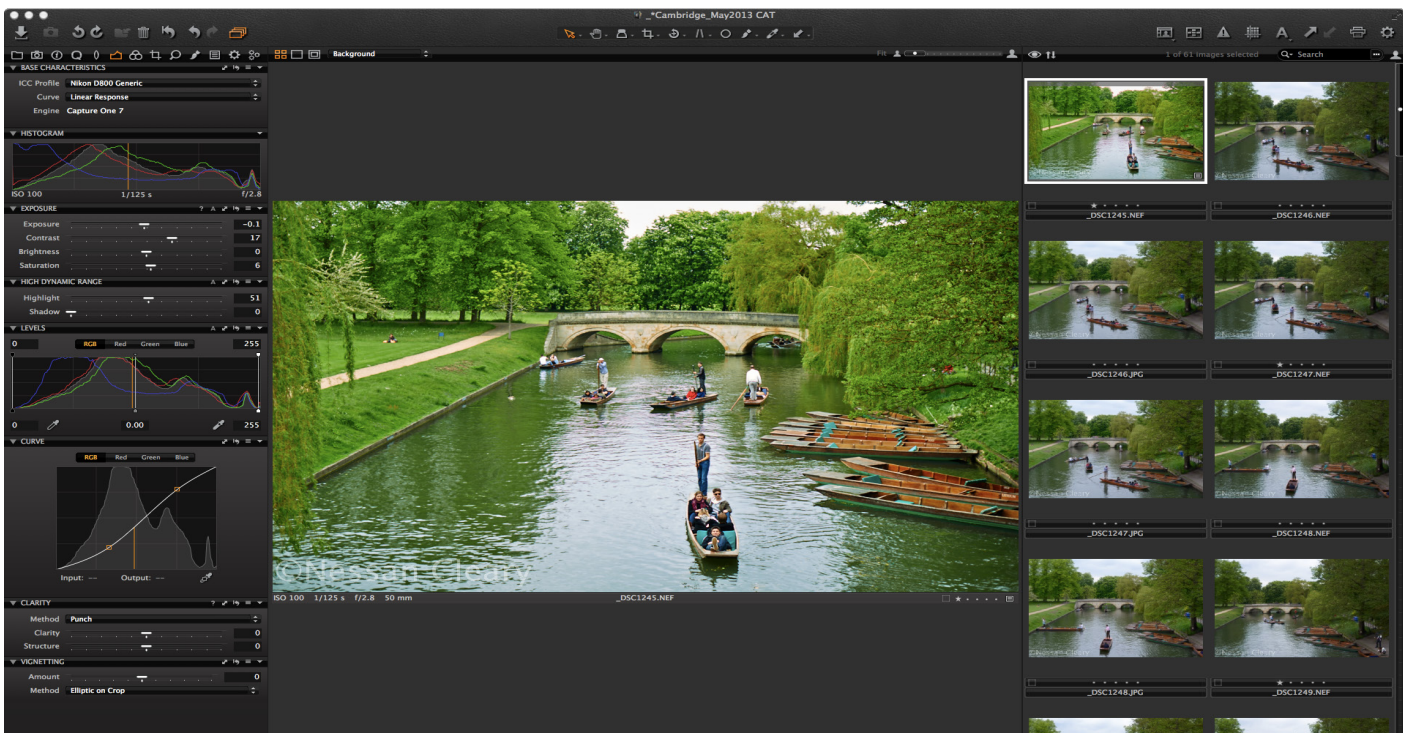 _*Cambridge_May2013 CAT
Background
Fit
1 of 61 images selected
Search
BASE CHARACTERISTICS
ICC Profile Nikon D800 Generic
Curve Linear Response
Engine Capture One 7
HISTOGRAM
ISO 100 1/125 s f/2.8
EXPOSURE
Exposure -0.1
Contrast 17
Brightness 0
Saturation 6
HIGH DYNAMIC RANGE
Highlight 51
Shadow 0
LEVELS
0 RGB Red Green Blue 255
0 0.00 255
CURVE
RGB Red Green Blue
Input: -- Output: --
CLARITY
Method Punch
Clarity 0
Structure 0
VIGNETTING
Amount 0
Method Elliptic on Crop
©Nessan Cleary
ISO 100 1/125 s f/2.8 50 mm _DSC1245.NEF
_DSC1245.NEF
_DSC1246.NEF
_DSC1246.JPG
_DSC1247.NEF
_DSC1247.JPG
_DSC1248.NEF
_DSC1248.JPG
_DSC1249.NEF